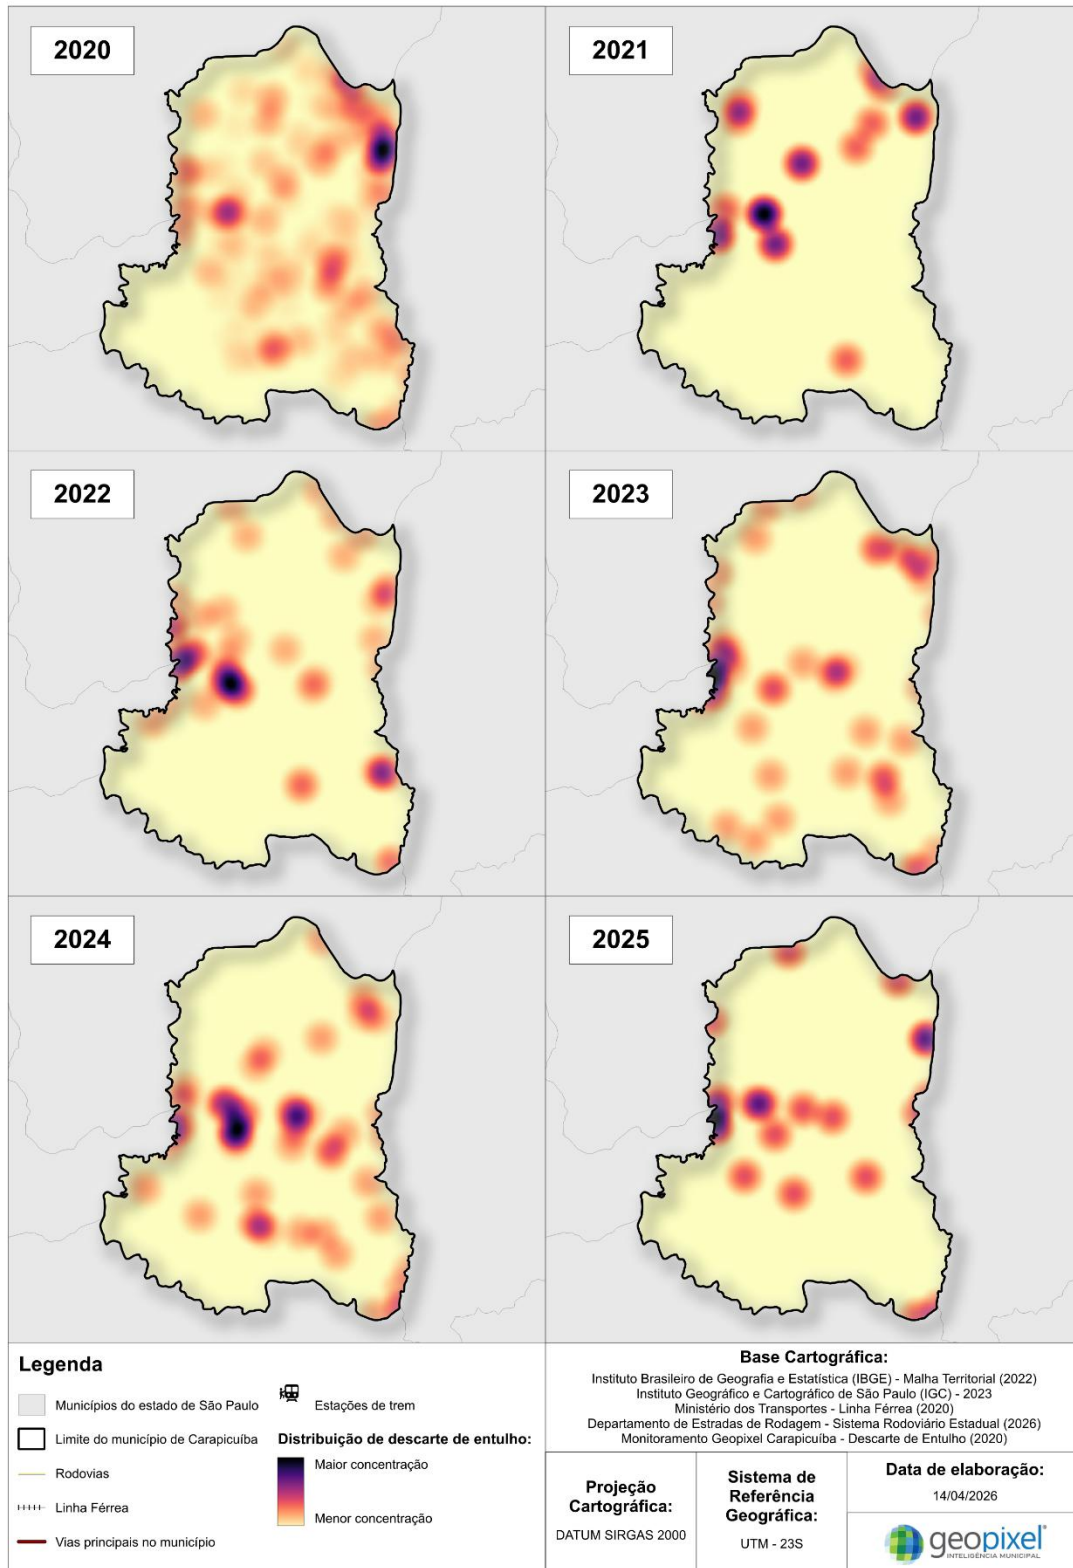 2020
2021
2022
2023
2024
2025
Legenda
Municípios do estado de São Paulo
Limite do município de Carapicuíba
Rodovias
Linha Férrea
Vias principais no município
Estações de trem
Distribuição de descarte de entulho:
Maior concentração
Menor concentração
Base Cartográfica:
Instituto Brasileiro de Geografia e Estatística (IBGE) - Malha Territorial (2022)
Instituto Geográfico e Cartográfico de São Paulo (IGC) - 2023
Ministério dos Transportes - Linha Férrea (2020)
Departamento de Estradas de Rodagem - Sistema Rodoviário Estadual (2026)
Monitoramento Geopixel Carapicuíba - Descarte de Entulho (2020)
Projeção
Cartográfica:
DATUM SIRGAS 2000
Sistema de
Referência
Geográfica:
UTM - 23S
Data de elaboração:
14/04/2026
geopixel
INTELIGÊNCIA MUNICIPAL